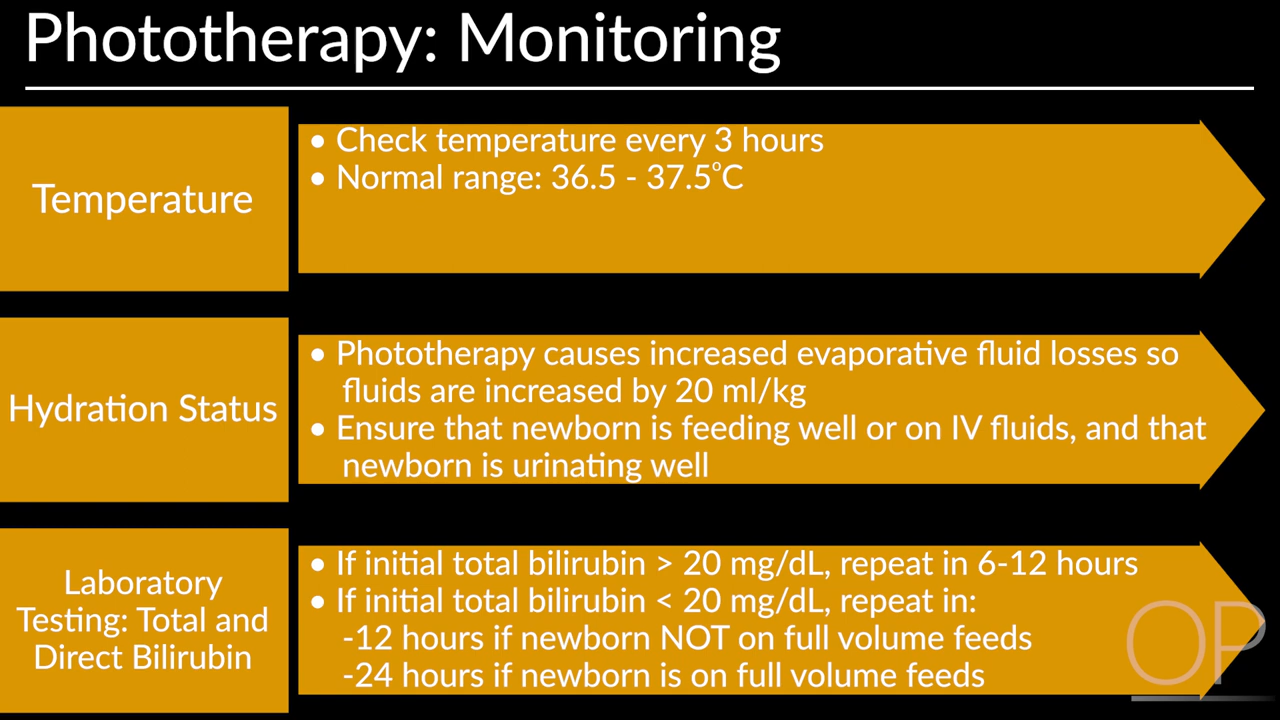 Phototherapy: Monitoring
Temperature
• Check temperature every 3 hours
• Normal range: 36.5 - 37.5°C
Hydration Status
• Phototherapy causes increased evaporative fluid losses so
fluids are increased by 20 ml/kg
• Ensure that newborn is feeding well or on IV fluids, and that
newborn is urinating well
Laboratory
Testing: Total and
Direct Bilirubin
• If initial total bilirubin > 20 mg/dL, repeat in 6-12 hours
• If initial total bilirubin < 20 mg/dL, repeat in:
-12 hours if newborn NOT on full volume feeds
-24 hours if newborn is on full volume feeds
OP